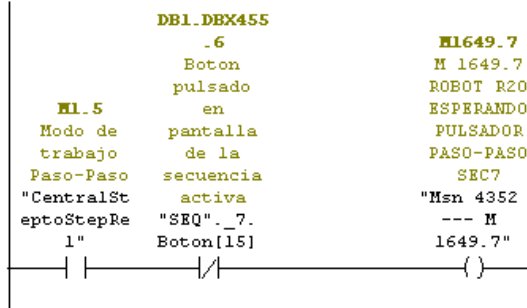 M1.5
Modo de
trabajo
Paso-Paso
"CentralSt
eptoStepRe
l"
DB1.DBX455
.6
Boton
pulsado
en
pantalla
de la
secuencia
activa
"SEQ"._7.
Boton[15]
M1649.7
M 1649.7
ROBOT R20
ESPERANDO
PULSADOR
PASO-PASO
SEC7
"Msn 4352
--- M
1649.7"